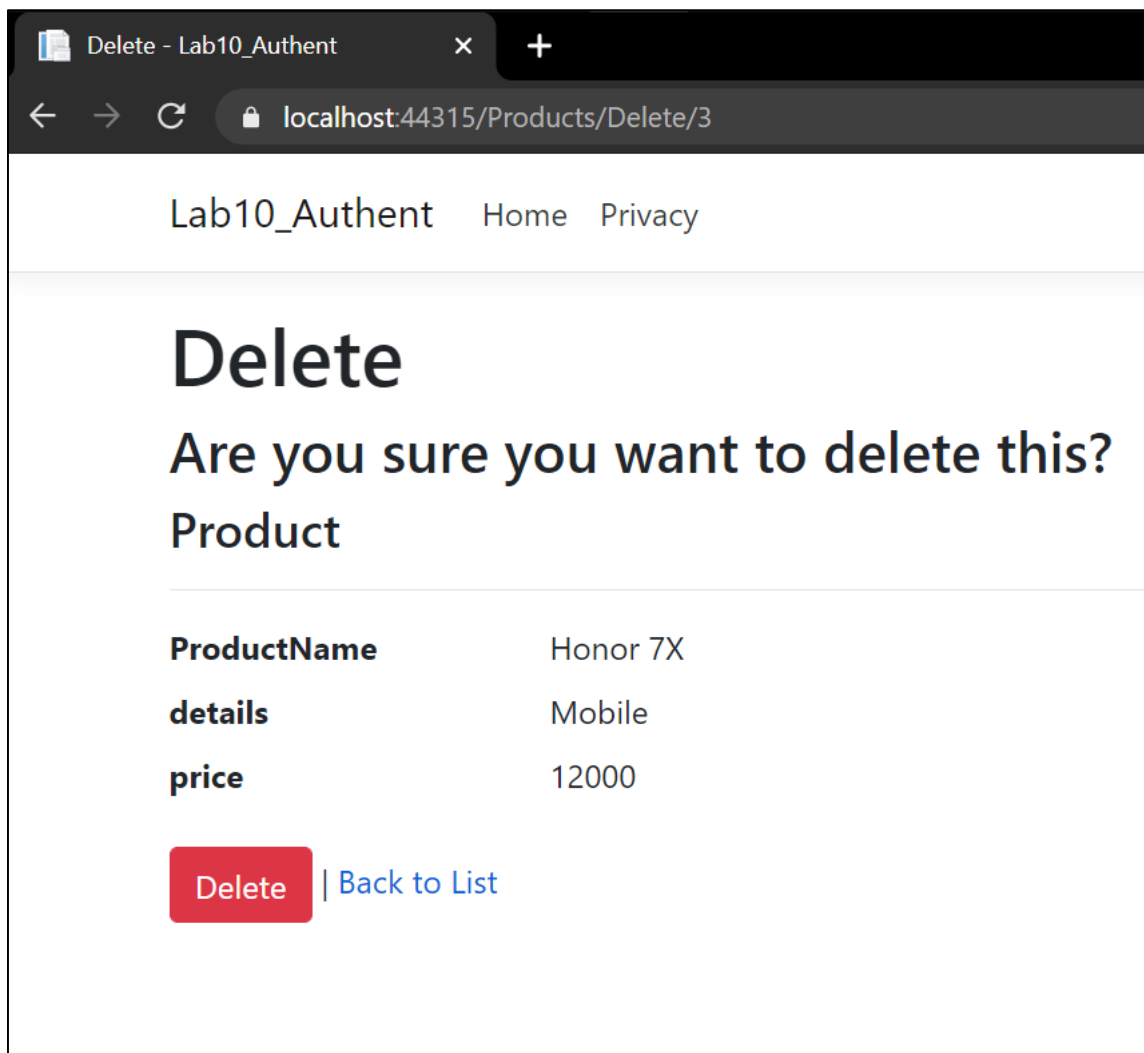 Delete - Lab10_Authent
localhost:44315/Products/Delete/3
Lab10_Authent Home Privacy
Delete
Are you sure you want to delete this?
Product
ProductName Honor 7X
details Mobile
price 12000
Delete | Back to List